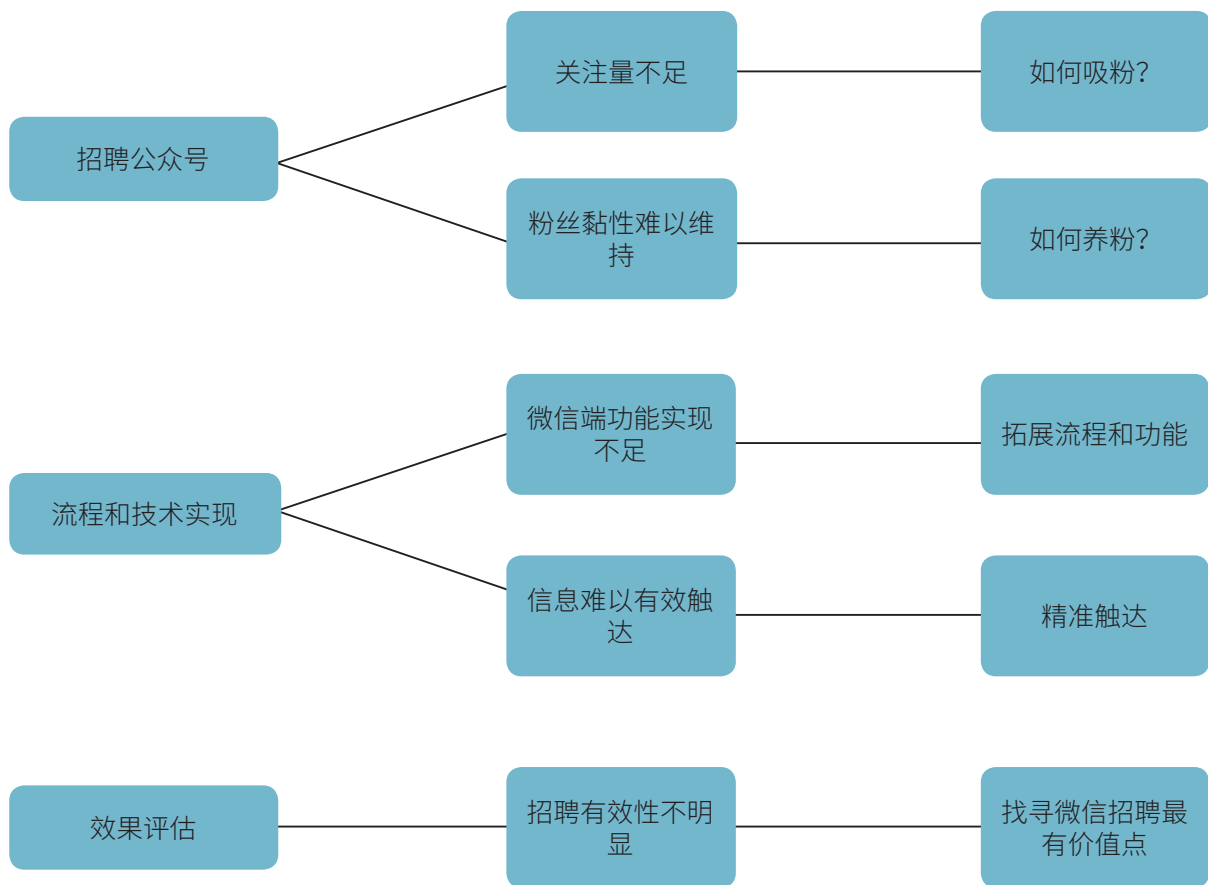 关注量不足
如何吸粉？
招聘公众号
粉丝黏性难以维
持
如何养粉？
微信端功能实现
不足
拓展流程和功能
流程和技术实现
信息难以有效触
达
精准触达
效果评估
招聘有效性不明
显
找寻微信招聘最
有价值点